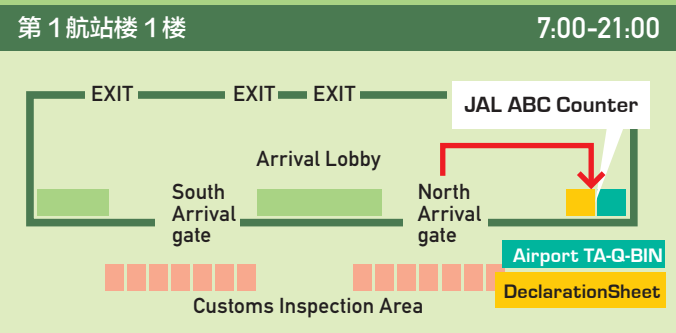 第1航站楼1楼
7:00-21:00
EXIT
EXIT
EXIT
JAL ABC Counter
Arrival Lobby
South
Arrival
gate
North
Arrival
gate
Airport TA-Q-BIN
DeclarationSheet
Customs Inspection Area